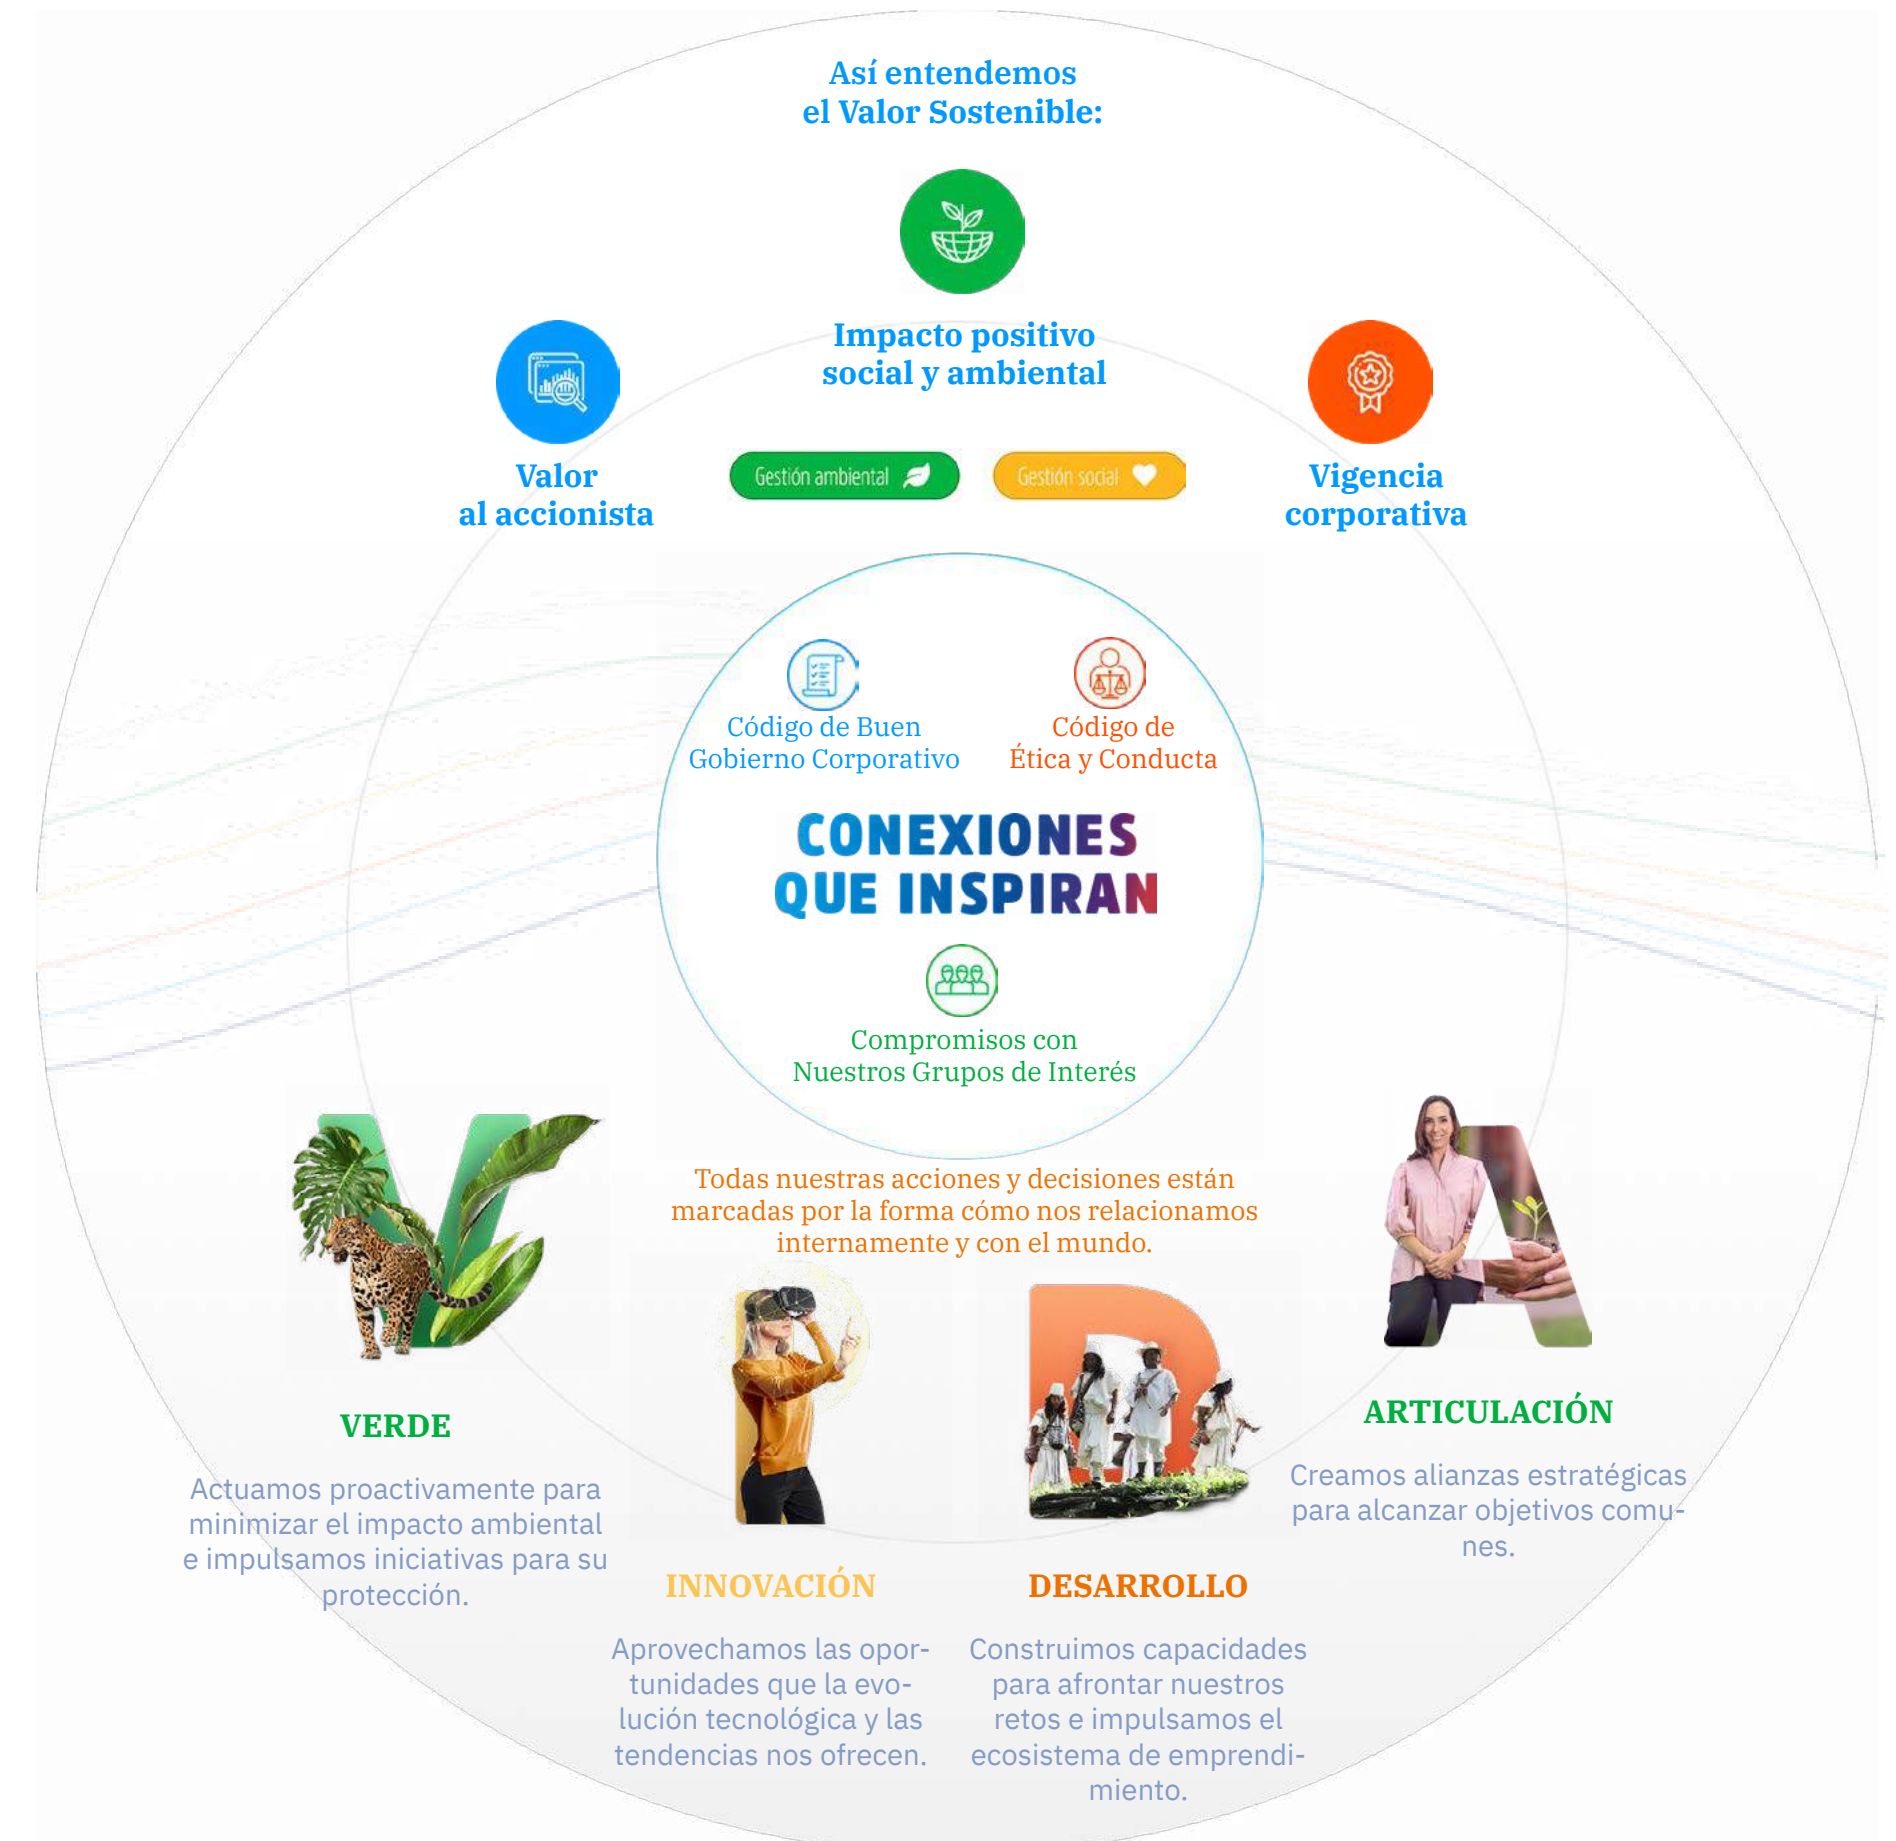 Así entendemos
el Valor Sostenible:
Impacto positivo
social y ambiental
Valor
al accionista
Gestión ambiental
Gestión social
Vigencia
corporativa
Código de Buen
Gobierno Corporativo
Código de
Ética y Conducta
CONEXIONES
QUE INSPIRAN
Compromisos con
Nuestros Grupos de Interés
Todas nuestras acciones y decisiones están
marcadas por la forma cómo nos relacionamos
internamente y con el mundo.
V
I
D
A
VERDE
Actuamos proactivamente para
minimizar el impacto ambiental
e impulsamos iniciativas para su
protección.
INNOVACIÓN
Aprovechamos las opor-
tunidades que la evo-
lución tecnológica y las
tendencias nos ofrecen.
DESARROLLO
Construimos capacidades
para afrontar nuestros
retos e impulsamos el
ecosistema de emprendi-
miento.
ARTICULACIÓN
Creamos alianzas estratégicas
para alcanzar objetivos comu-
nes.